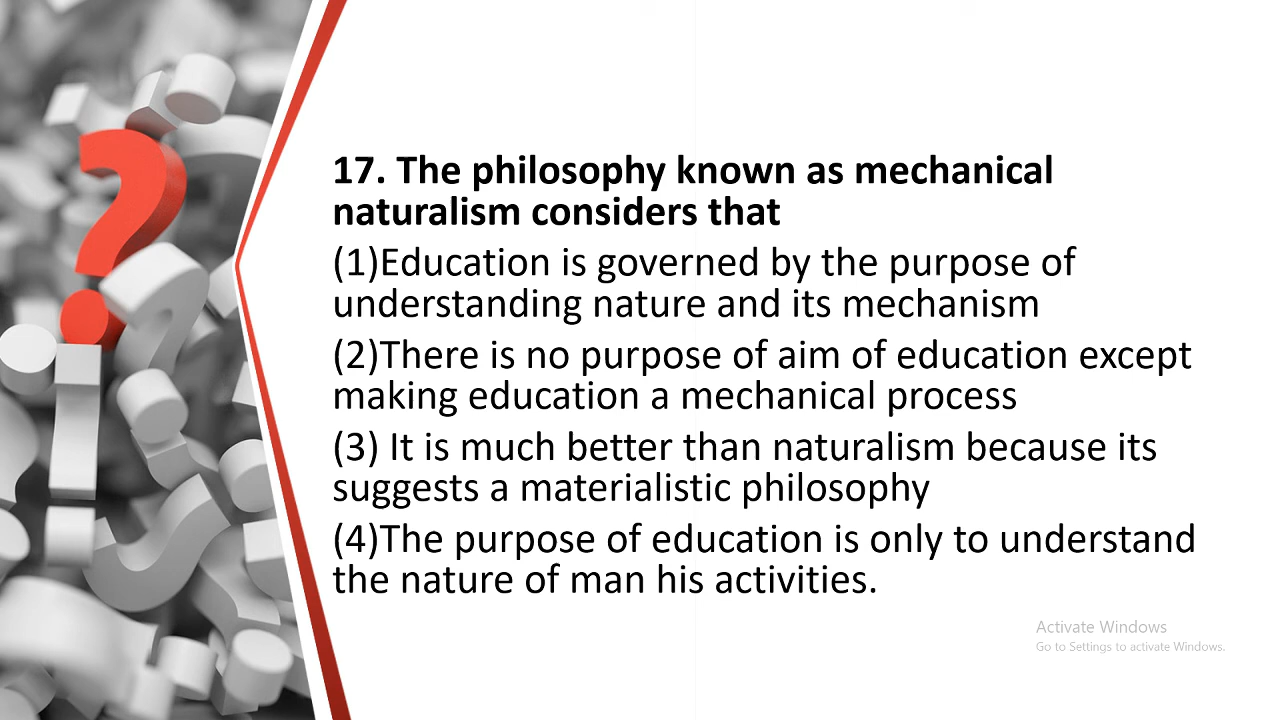 17. The philosophy known as mechanical
naturalism considers that
(1)Education is governed by the purpose of
understanding nature and its mechanism
(2)There is no purpose of aim of education except
making education a mechanical process
(3) It is much better than naturalism because its
suggests a materialistic philosophy
(4)The purpose of education is only to understand
the nature of man his activities.
Activate Windows
Go to Settings to activate Windows.